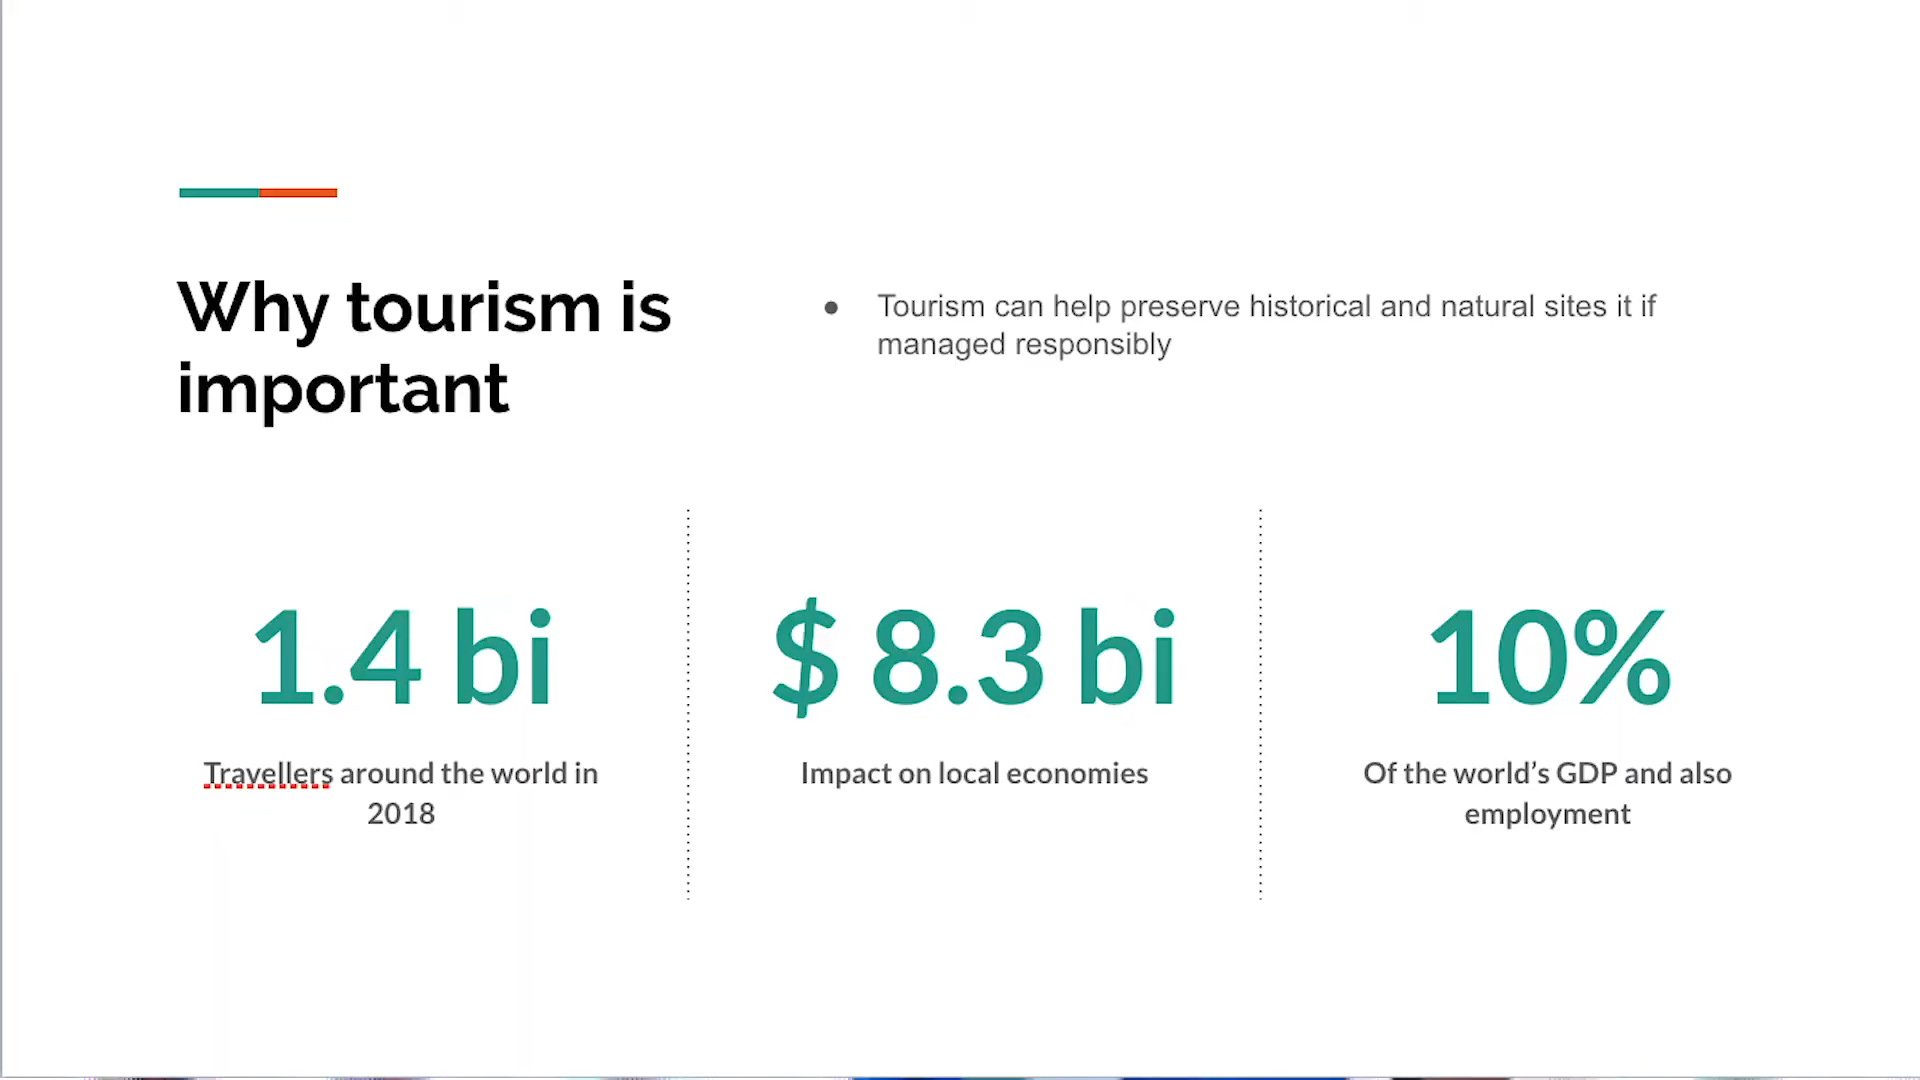 Why tourism is
important
● Tourism can help preserve historical and natural sites it if
managed responsibly
1.4 bi
Travellers around the world in
2018
$ 8.3 bi
Impact on local economies
10%
Of the world’s GDP and also
employment